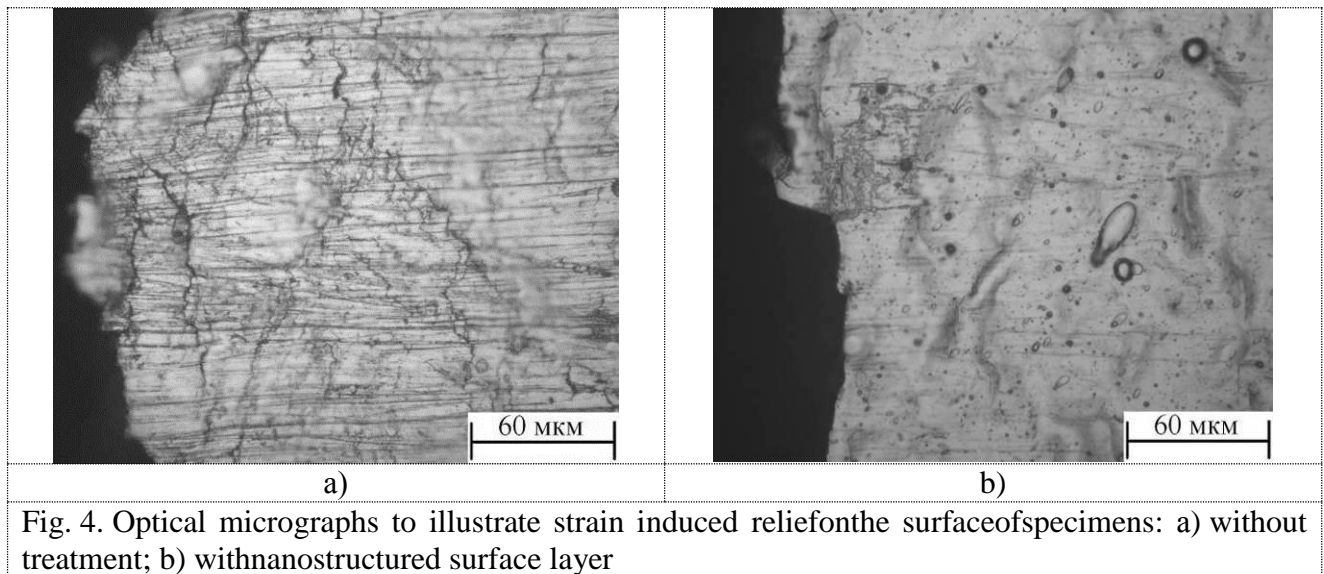 60 мкм
60 мкм
a)
b)
Fig. 4. Optical micrographs to illustrate strain induced reliefonthe surfaceofspecimens: a) without
treatment; b) withnanostructured surface layer